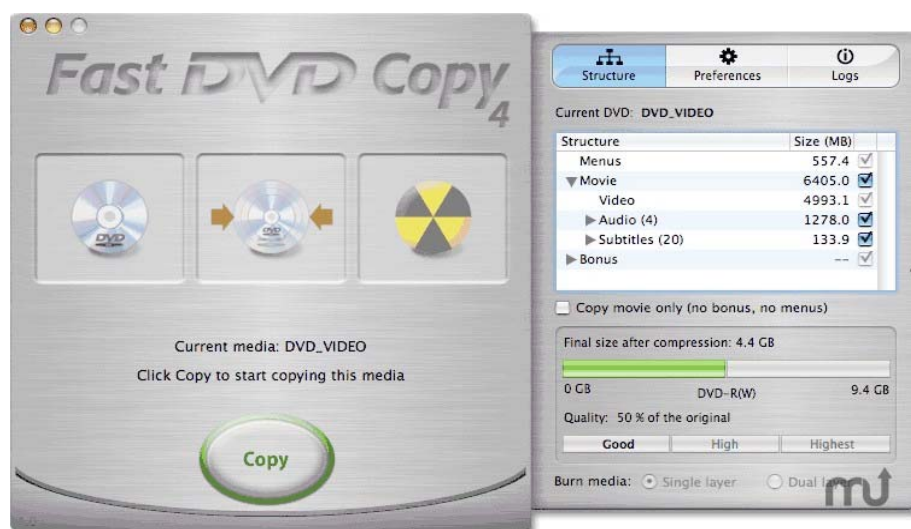 Fast DVD Copy
4
DVD
DVD
Current media: DVD_VIDEO
Click Copy to start copying this media
Copy
Structure Preferences Logs
Current DVD: DVD_VIDEO
Structure Size (MB)
Menus 557.4
Movie 6405.0
Video 4993.1
Audio (4) 1278.0
Subtitles (20) 133.9
Bonus --
Copy movie only (no bonus, no menus)
Final size after compression: 4.4 GB
0 GB DVD-R(W) 9.4 GB
Quality: 50 % of the original
Good High Highest
Burn media: Single layer Dual layer
mu